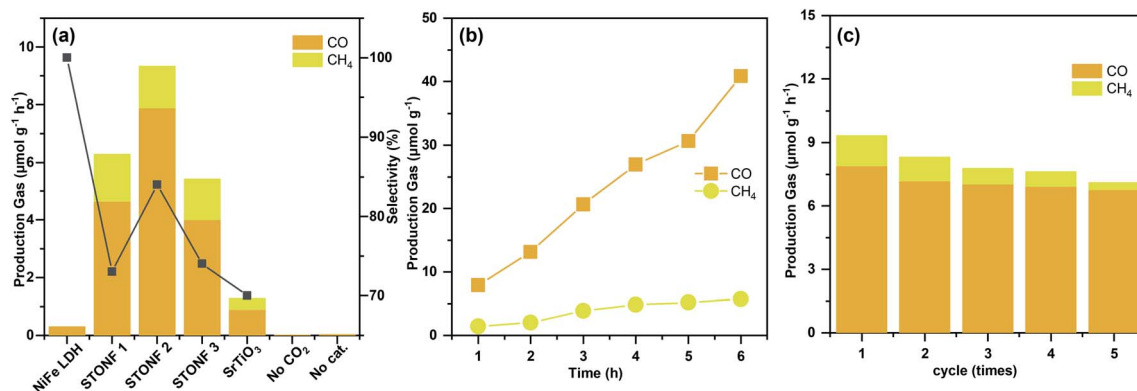 (a)
CO
CH₄
Production Gas (μmol g⁻¹ h⁻¹)
10
8
6
4
2
0
100
90
80
70
Selectivity (%)
NiFe LDH
STONF 1
STONF 2
STONF 3
SrTiO₃
No CO₂
No cat.
(b)
Production Gas (μmol g⁻¹)
50
40
30
20
10
0
CO
CH₄
1 2 3 4 5 6
Time (h)
(c)
Production Gas (μmol g⁻¹ h⁻¹)
15
12
9
6
3
0
CO
CH₄
1 2 3 4 5
cycle (times)